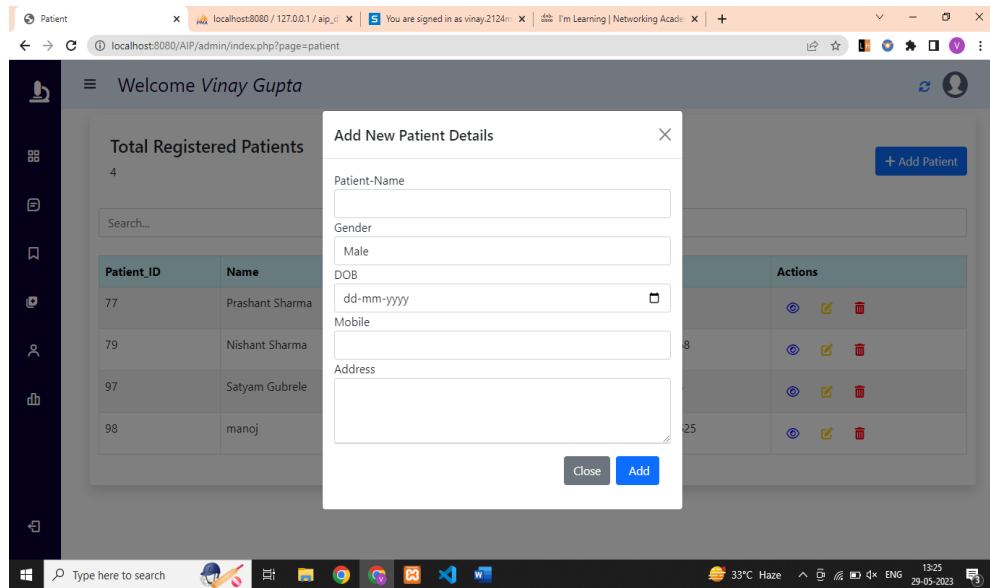 Patient
localhost:8080 / 127.0.0.1 / aip_d
You are signed in as vinay.2124m
I'm Learning | Networking Acade
localhost:8080/AIP/admin/index.php?page=patient
V
Welcome Vinay Gupta
Total Registered Patients
4
+ Add Patient
Search...
Patient_ID Name Actions
77 Prashant Sharma
79 Nishant Sharma 8
97 Satyam Gubrele
98 manoj 25
Add New Patient Details
Patient-Name
Gender
Male
DOB
dd-mm-yyyy
Mobile
Address
Close Add
Type here to search
33°C Haze
ENG
13:25
29-05-2023
3